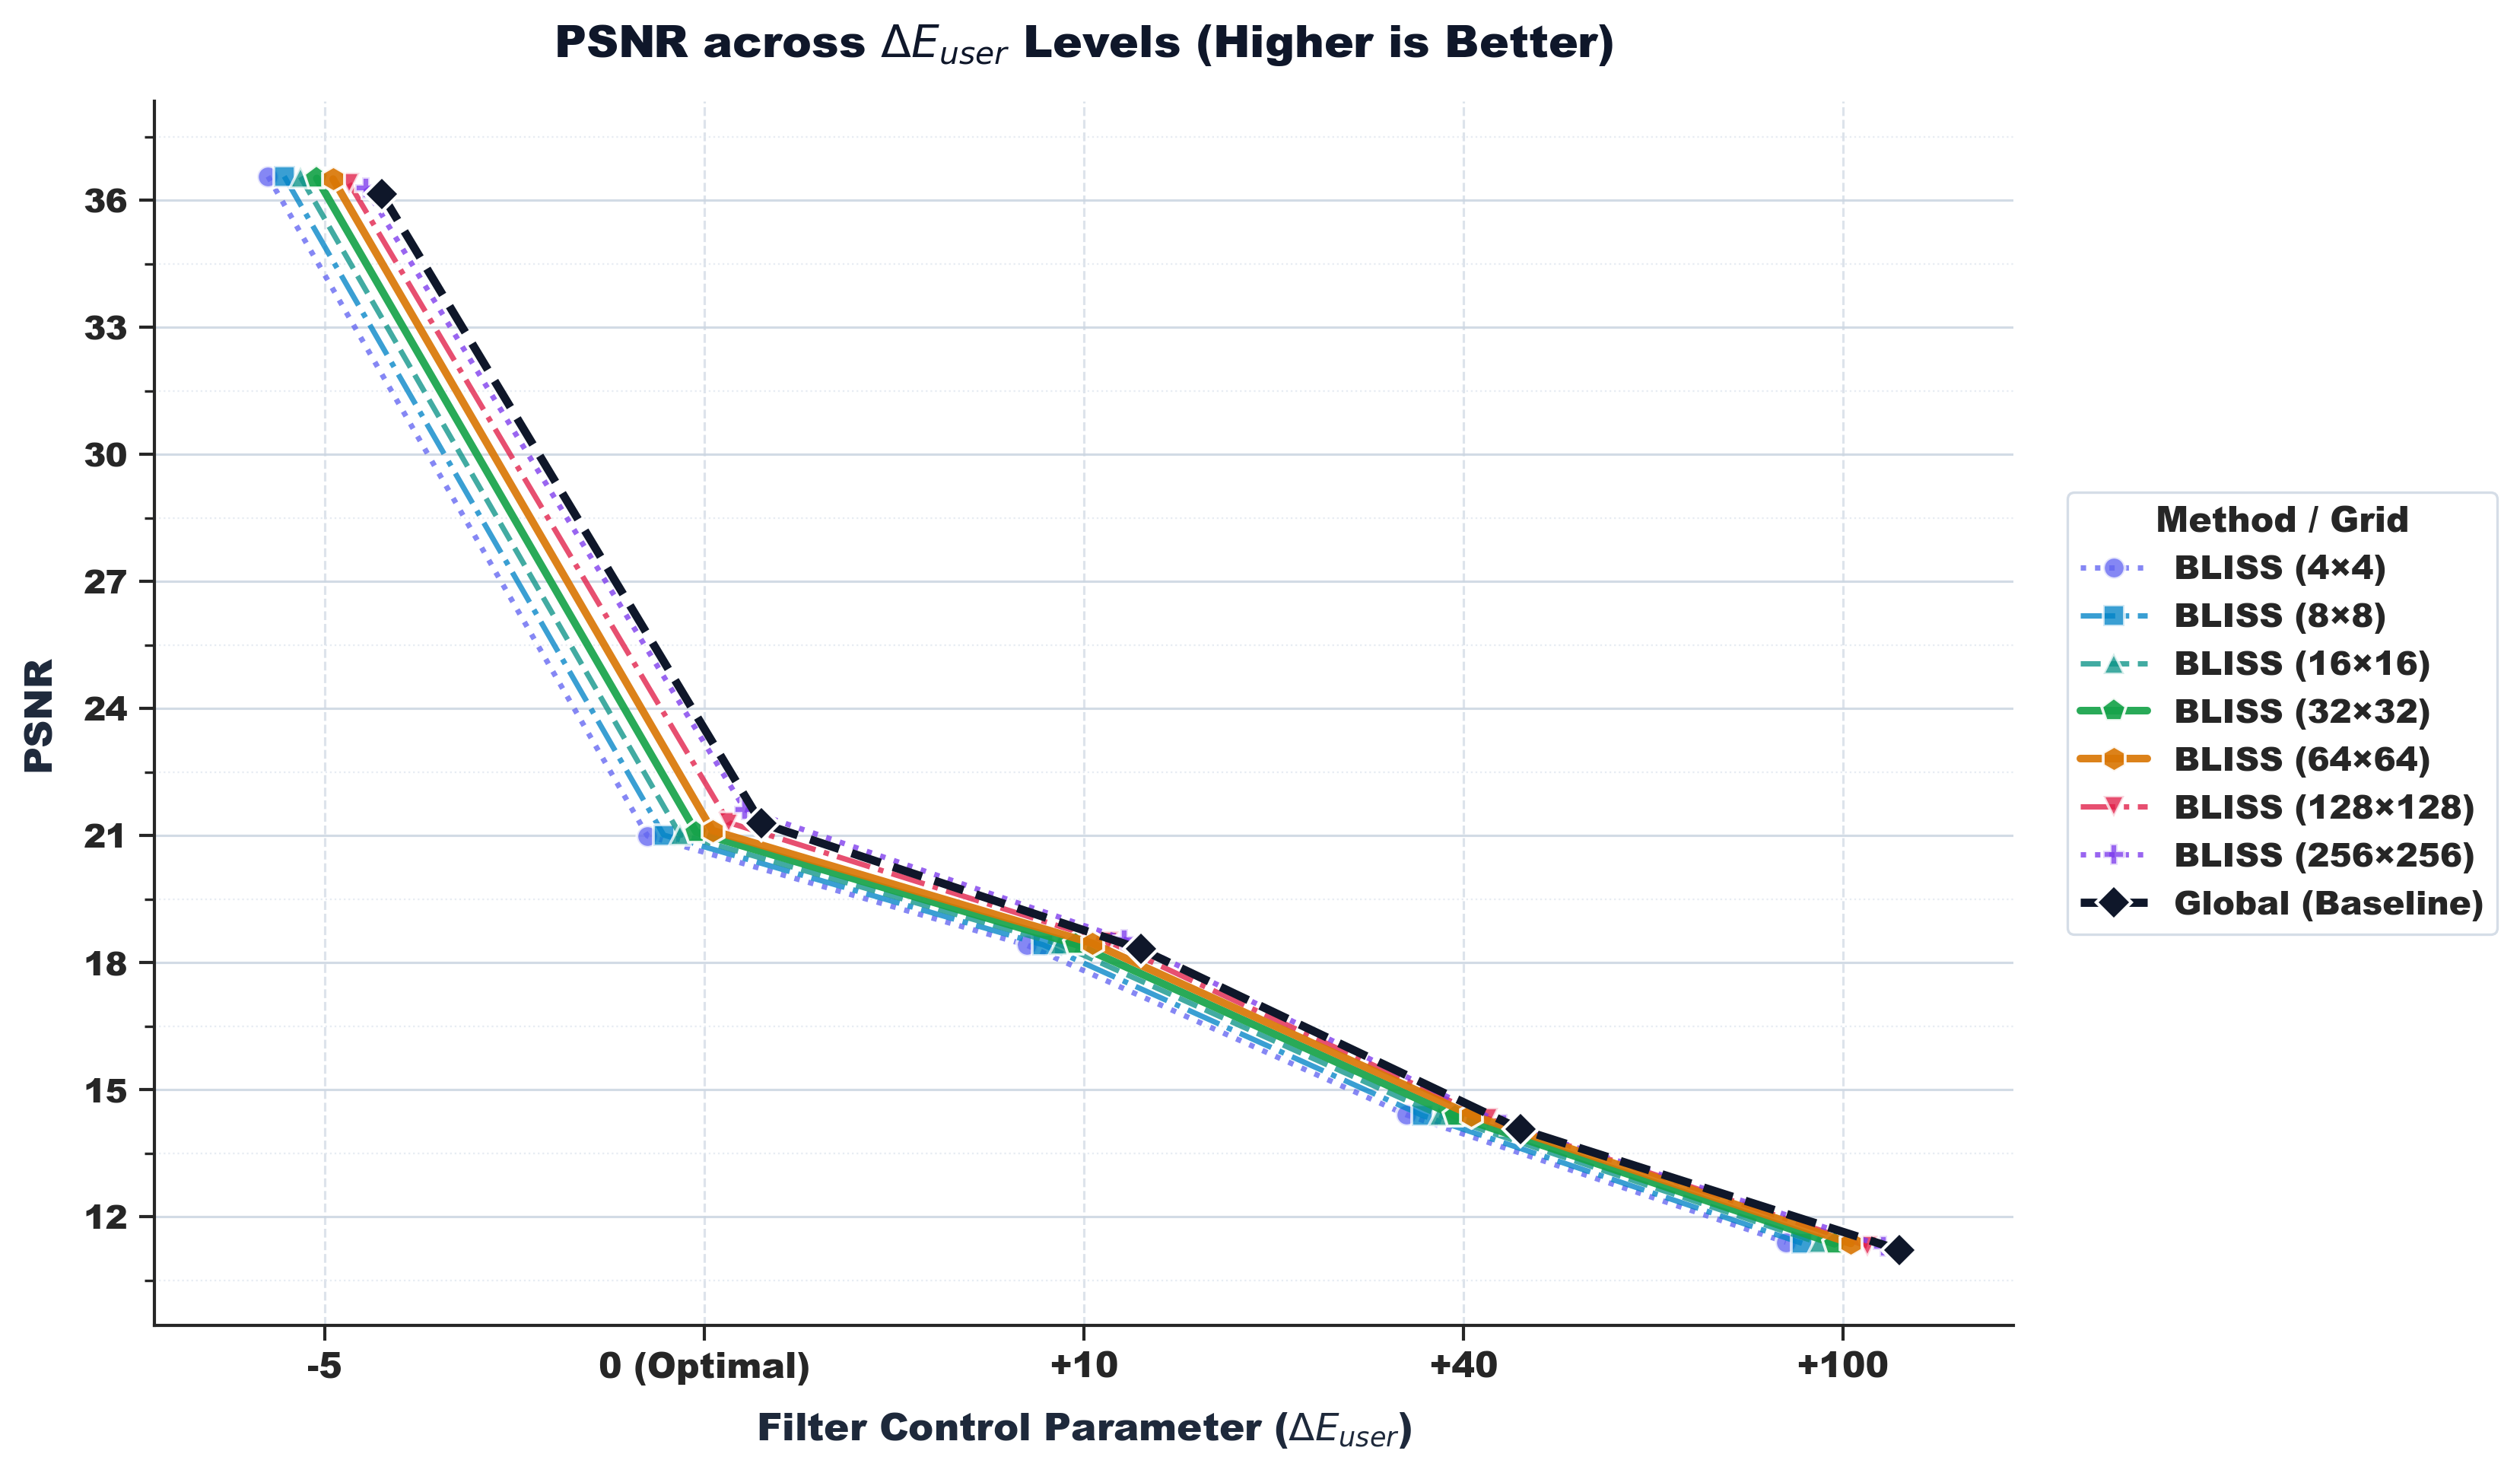 PSNR across ΔE_user Levels (Higher is Better)
PSNR
36
33
30
27
24
21
18
15
12
-5
0 (Optimal)
+10
+40
+100
Filter Control Parameter (ΔE_user)
Method / Grid
BLISS (4×4)
BLISS (8×8)
BLISS (16×16)
BLISS (32×32)
BLISS (64×64)
BLISS (128×128)
BLISS (256×256)
Global (Baseline)